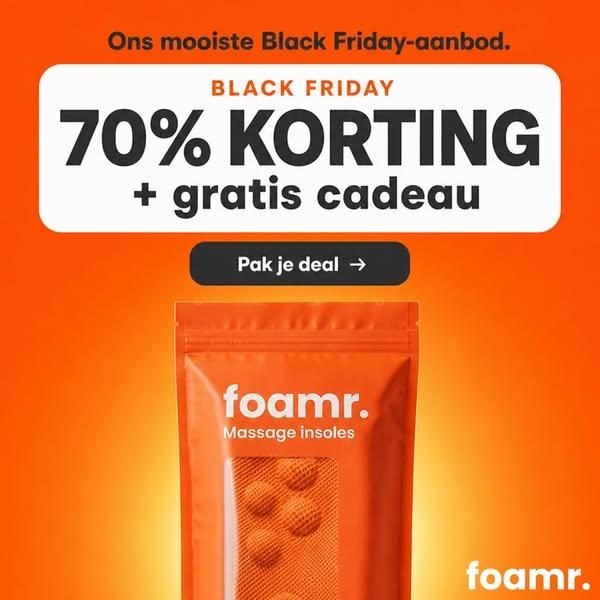 Ons mooiste Black Friday-aanbod.
BLACK FRIDAY
70% KORTING
+ gratis cadeau
Pak je deal →
foamr.
Massage insoles
foamr.